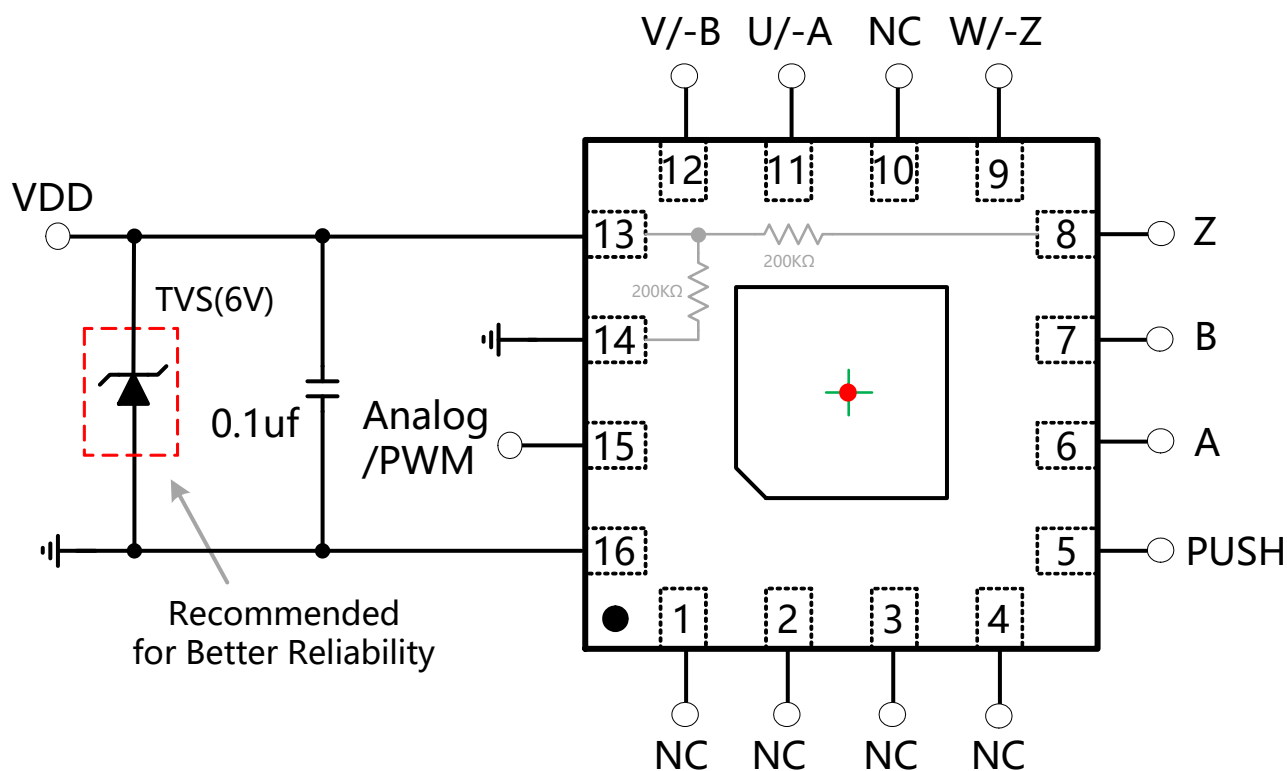 V/-B U/-A NC W/-Z
12 11 10 9
VDD
13
8
Z
200KΩ
200KΩ
TVS(6V)
14
7
B
0.1uf
Analog
/PWM
15
6
A
16
5
PUSH
Recommended
for Better Reliability
1 2 3 4
NC NC NC NC